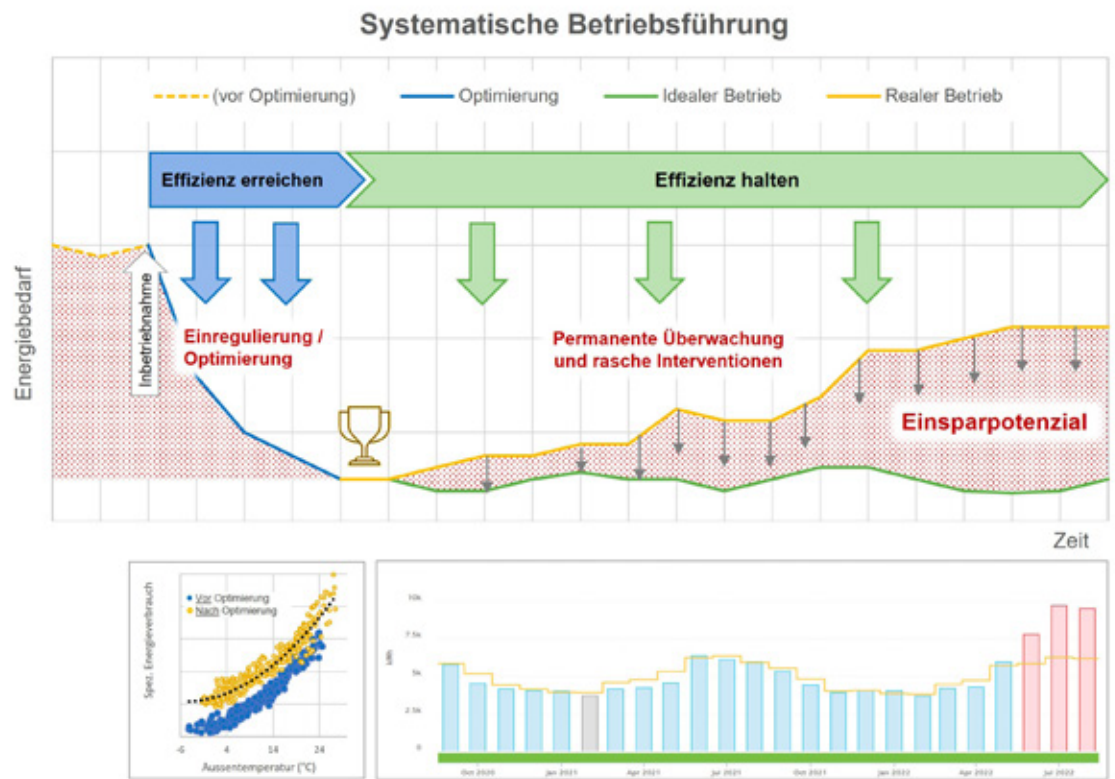 Systematische Betriebsführung
(vor Optimierung)
Optimierung
Idealer Betrieb
Realer Betrieb
Effizienz erreichen
Effizienz halten
Energiebedarf
Inbetriebnahme
Einregulierung /
Optimierung
Permanente Überwachung
und rasche Interventionen
Einsparpotenzial
Zeit
Spez. Energieverbrauch
Vor Optimierung
Nach Optimierung
-6
4
14
24
Aussentemperatur (°C)
kWh
10k
7.5k
5k
2.5k
0
Oct 2020
Jan 2021
Apr 2021
Jul 2021
Oct 2021
Jan 2022
Apr 2022
Jul 2022